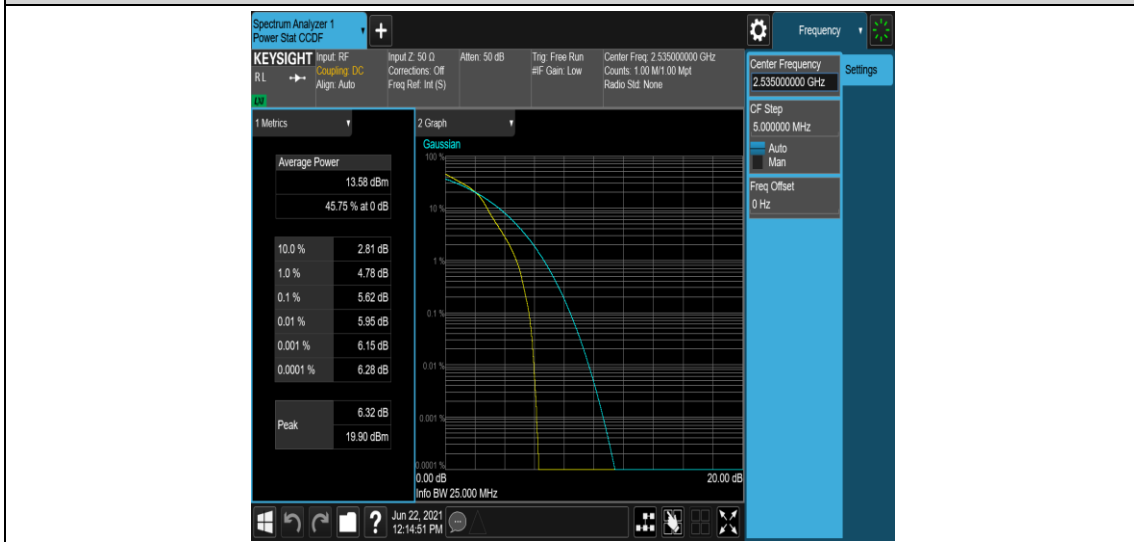 Spectrum Analyzer 1
Power Stat CCDF
+
Frequency
KEYSIGHT
Input: RF
Input Z: 50 Ω
Atten: 50 dB
Trig: Free Run
Center Freq: 2.535000000 GHz
RL
Coupling: DC
Corrections: Off
#IF Gain: Low
Counts: 1.00 M/1.00 Mpt
Align: Auto
Freq Ref: Int (S)
Radio Std: None
LXI
Center Frequency
2.535000000 GHz
Settings
CF Step
5.000000 MHz
Auto
Man
Freq Offset
0 Hz
1 Metrics
Average Power
13.58 dBm
45.75 % at 0 dB
10.0 % 2.81 dB
1.0 % 4.78 dB
0.1 % 5.62 dB
0.01 % 5.95 dB
0.001 % 6.15 dB
0.0001 % 6.28 dB
Peak
6.32 dB
19.90 dBm
2 Graph
Gaussian
100 %
10 %
1 %
0.1 %
0.01 %
0.001 %
0.0001 %
0.00 dB
20.00 dB
Info BW 25.000 MHz
?
Jun 22, 2021
12:14:51 PM